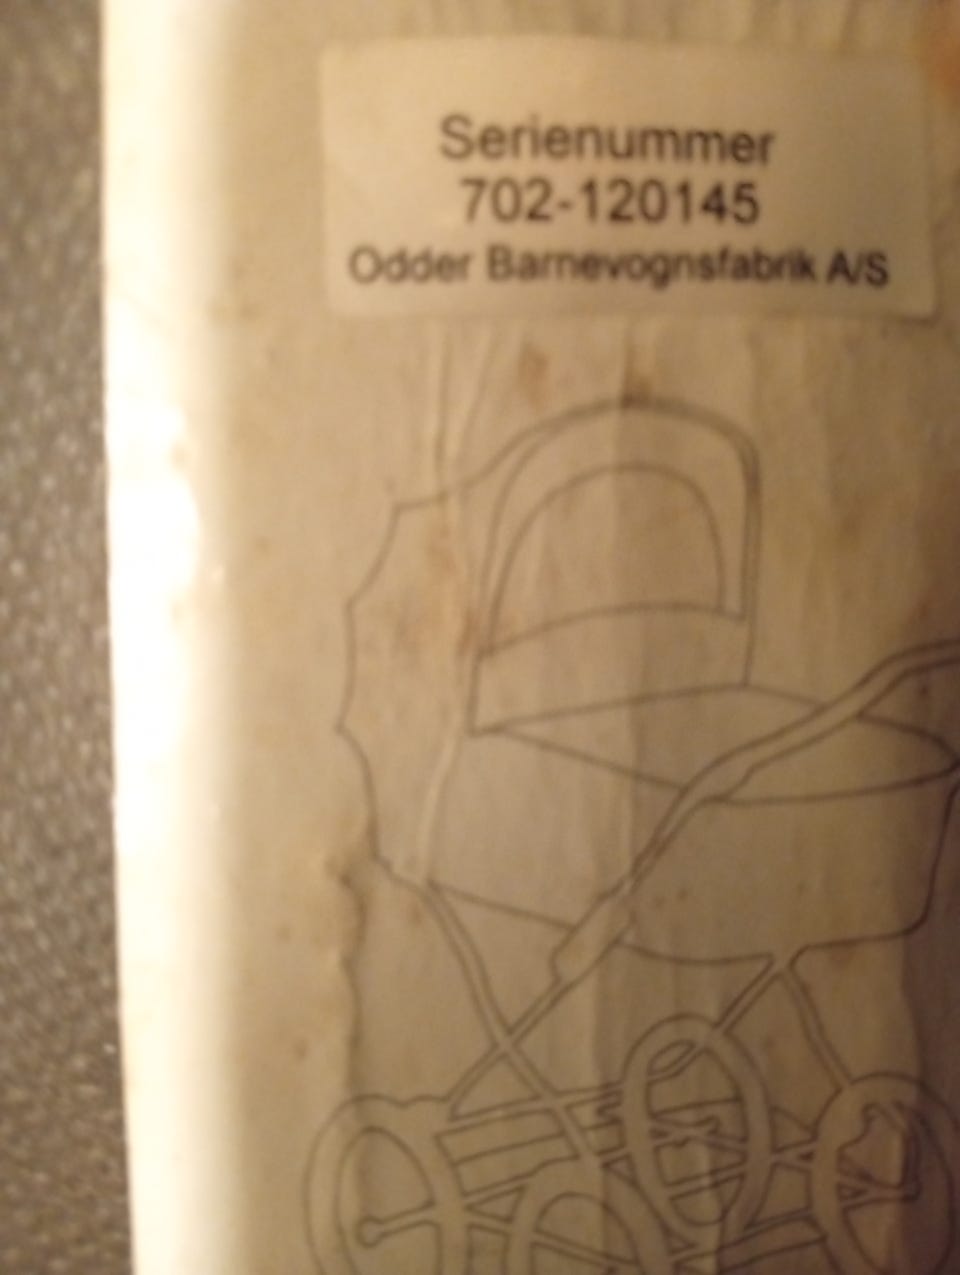 Serienummer
702-120145
Odder Barnevognsfabrik A/S